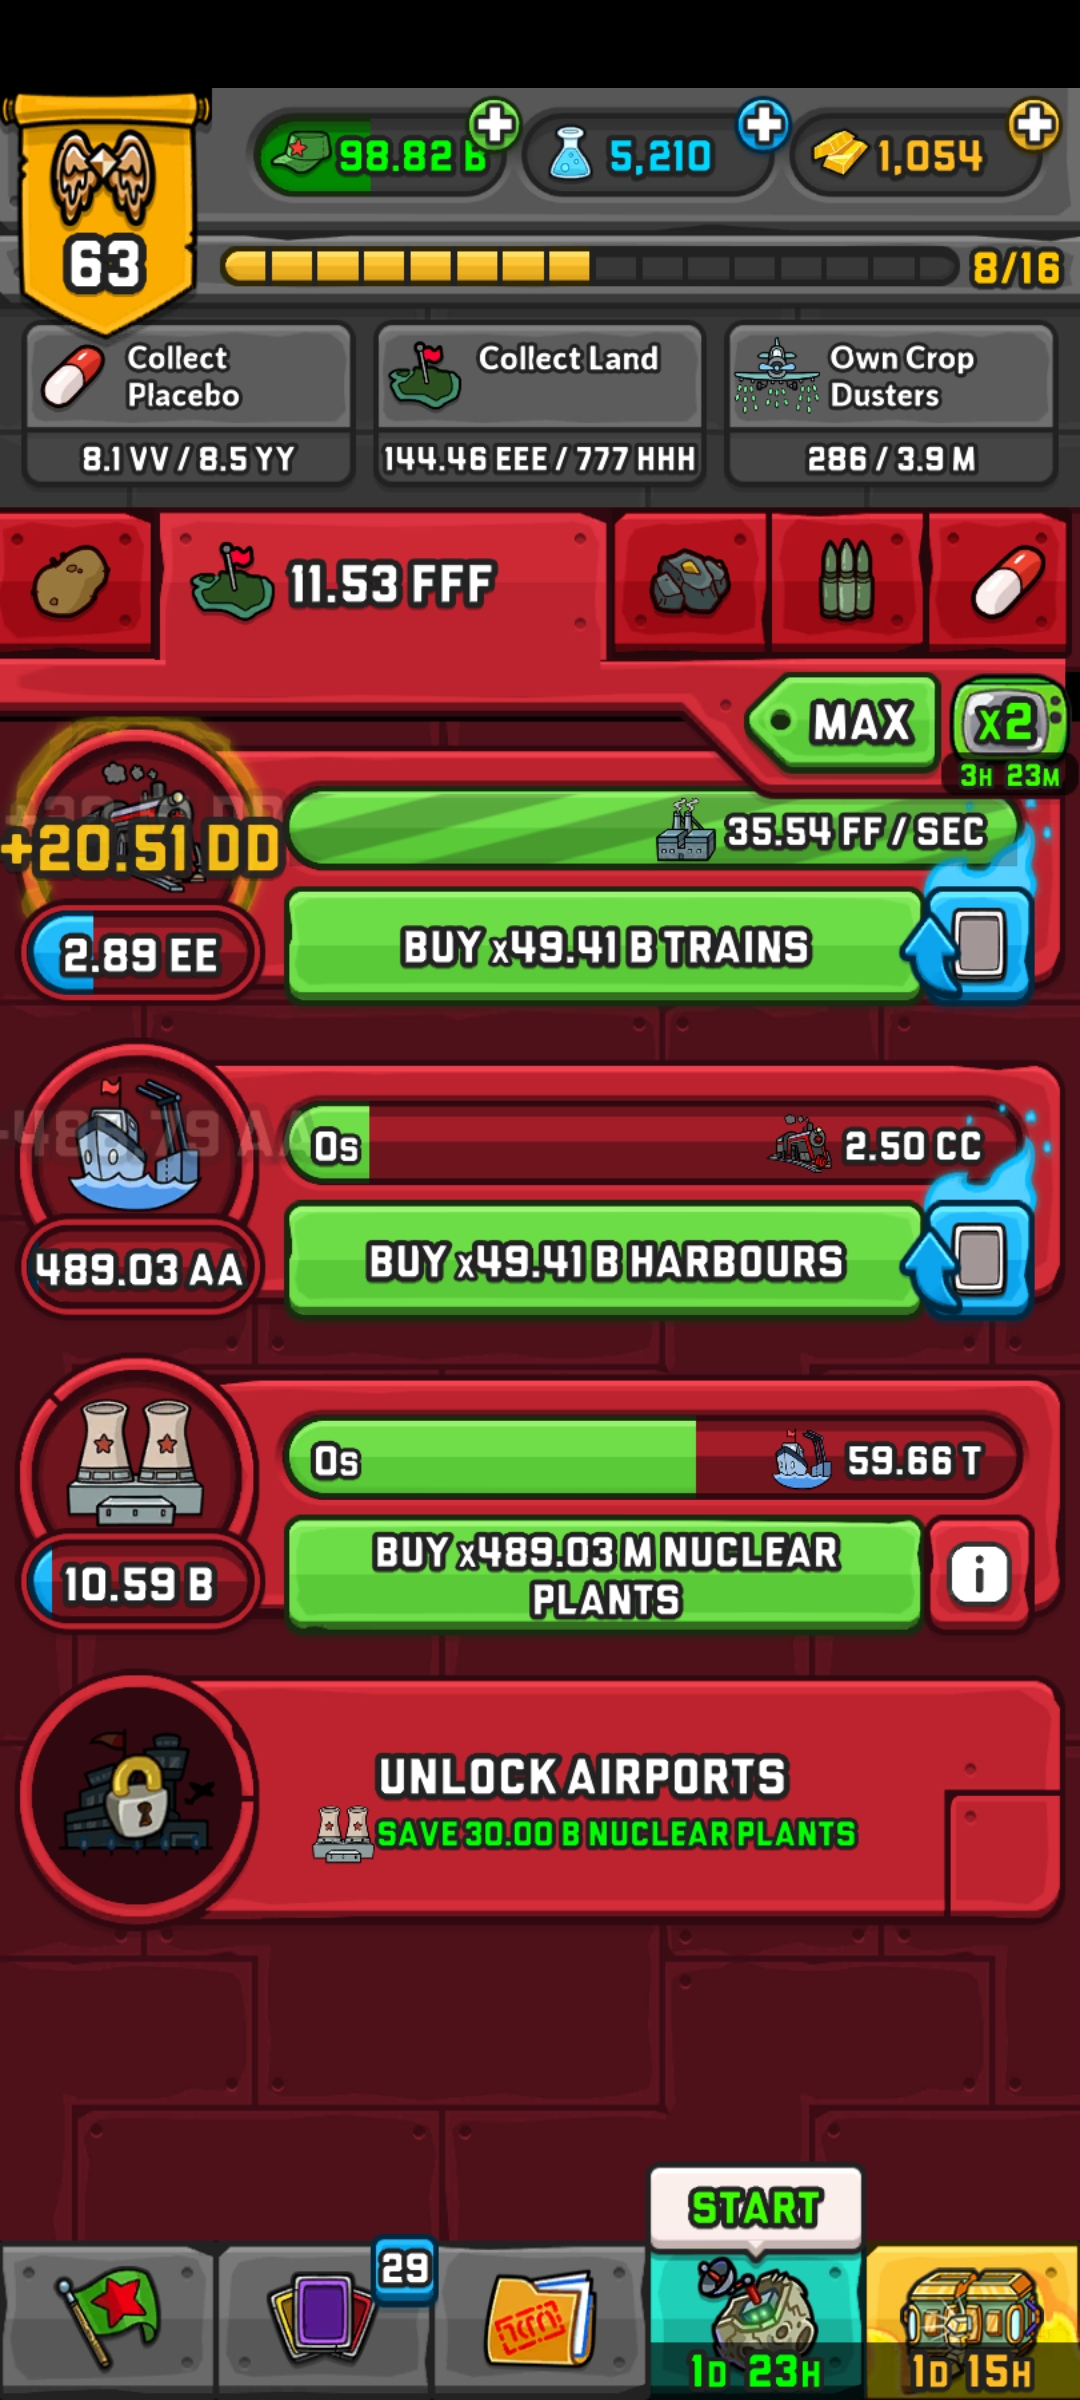 98.82 B
5,210
1,054
63
8/16
Collect
Placebo
8.1 VV / 8.5 YY
Collect Land
144.46 EEE / 777 HHH
Own Crop
Dusters
286 / 3.9 M
11.53 FFF
MAX
x2
3H 23M
+20.51 DD
35.54 FF / SEC
2.89 EE
BUY x49.41 B TRAINS
0s
2.50 CC
489.03 AA
BUY x49.41 B HARBOURS
0s
59.66 T
10.59 B
BUY x489.03 M NUCLEAR
PLANTS
i
UNLOCK AIRPORTS
SAVE 30.00 B NUCLEAR PLANTS
START
29
1D 23H
1D 15H